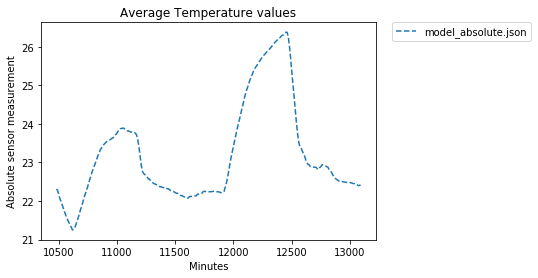 Average Temperature values
model_absolute.json
Absolute sensor measurement
26
25
24
23
22
21
10500 11000 11500 12000 12500 13000
Minutes